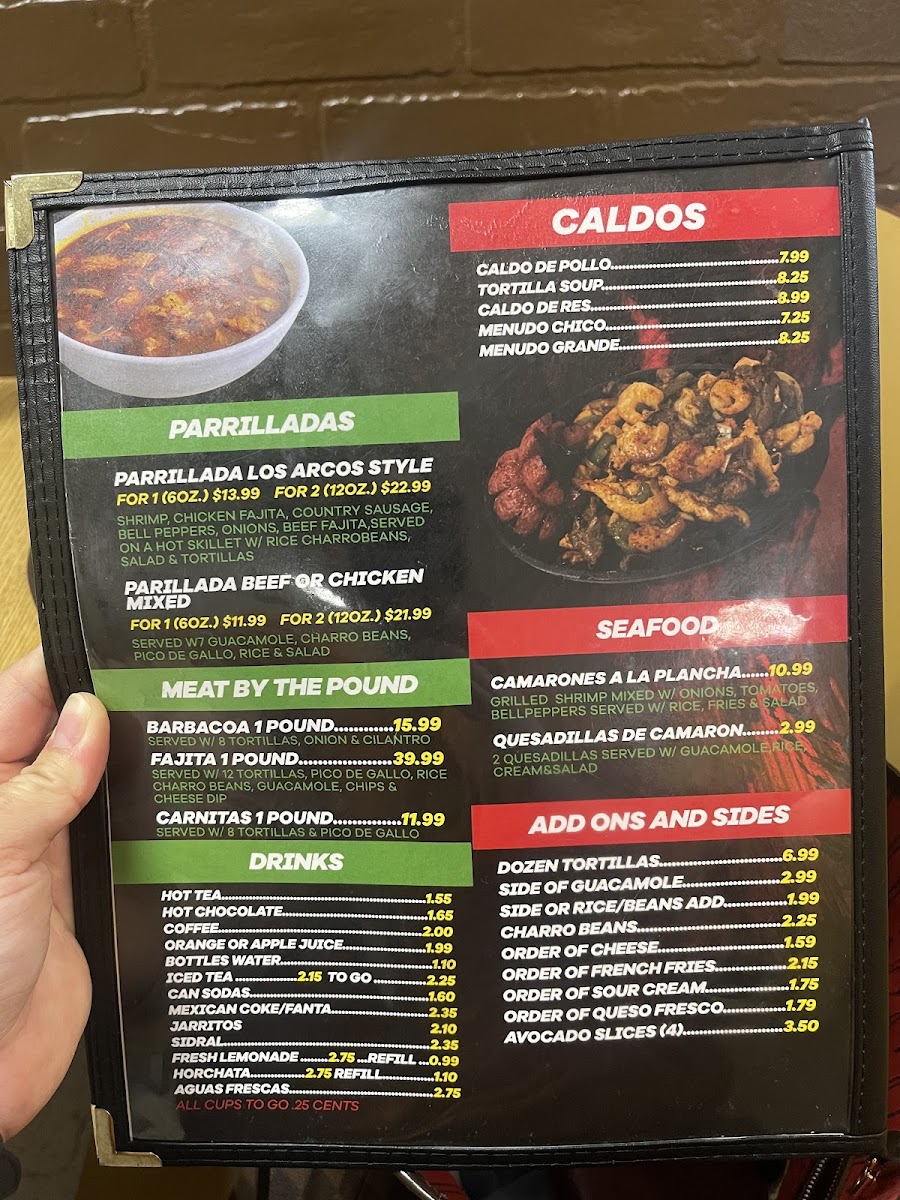 CALDOS
CALDO DE POLLO.....7.99
TORTILLA SOUP.....8.25
CALDO DE RES.....8.99
MENUDO CHICO.....7.25
MENUDO GRANDE.....8.25
PARRILLADAS
PARRILLADA LOS ARCOS STYLE
FOR 1 (6OZ.) $13.99 FOR 2 (12OZ.) $22.99
SHRIMP, CHICKEN FAJITA, COUNTRY SAUSAGE,
BELL PEPPERS, ONIONS, BEEF FAJITA,SERVED
ON A HOT SKILLET W/ RICE CHARROBEANS,
SALAD & TORTILLAS
PARILLADA BEEF OR CHICKEN
MIXED
FOR 1 (6OZ.) $11.99 FOR 2 (12OZ.) $21.99
SERVED W7 GUACAMOLE, CHARRO BEANS,
PICO DE GALLO, RICE & SALAD
MEAT BY THE POUND
BARBACOA 1 POUND.....15.99
SERVED W/ 8 TORTILLAS, ONION & CILANTRO
FAJITA 1 POUND.....39.99
SERVED W/ 12 TORTILLAS, PICO DE GALLO, RICE
CHARRO BEANS, GUACAMOLE, CHIPS &
CHEESE DIP
CARNITAS 1 POUND.....11.99
SERVED W/ 8 TORTILLAS & PICO DE GALLO
DRINKS
HOT TEA.....1.55
HOT CHOCOLATE.....1.65
COFFEE.....2.00
ORANGE OR APPLE JUICE.....1.99
BOTTLES WATER.....1.10
ICED TEA.....2.15 TO GO.....2.25
CAN SODAS.....1.60
MEXICAN COKE/FANTA.....2.35
JARRITOS 2.10
SIDRAL.....2.35
FRESH LEMONADE.....2.75...REFILL...0.99
HORCHATA.....2.75 REFILL.....1.10
AGUAS FRESCAS.....2.75
ALL CUPS TO GO .25 CENTS
SEAFOOD
CAMARONES A LA PLANCHA.....10.99
GRILLED SHRIMP MIXED W/ ONIONS, TOMATOES,
BELLPEPPERS SERVED W/ RICE, FRIES & SALAD
QUESADILLAS DE CAMARON.....2.99
2 QUESADILLAS SERVED W/ GUACAMOLE,RICE,
CREAM&SALAD
ADD ONS AND SIDES
DOZEN TORTILLAS.....6.99
SIDE OF GUACAMOLE.....2.99
SIDE OR RICE/BEANS ADD.....1.99
CHARRO BEANS.....2.25
ORDER OF CHEESE.....1.59
ORDER OF FRENCH FRIES.....2.15
ORDER OF SOUR CREAM.....1.75
ORDER OF QUESO FRESCO.....1.79
AVOCADO SLICES (4).....3.50